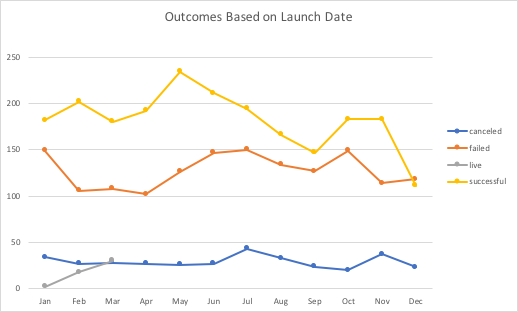 Outcomes Based on Launch Date
250
200
150
100
50
0
Jan Feb Mar Apr May Jun Jul Aug Sep Oct Nov Dec
canceled
failed
live
successful